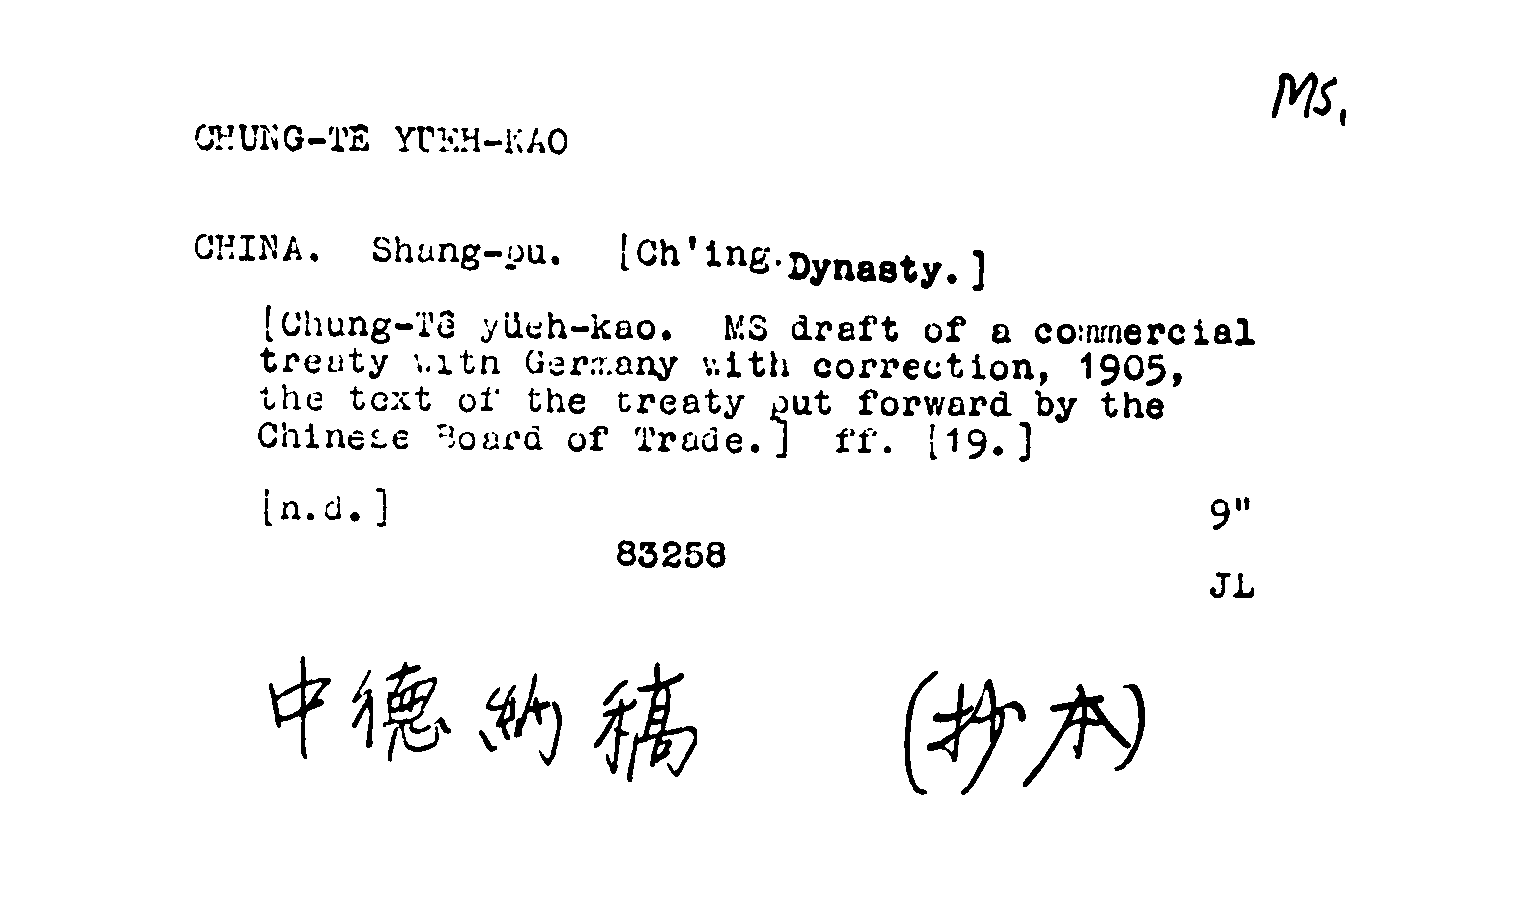 Ms.
CHUNG-TE YUEH-KAO
CHINA. Shang-pu. [Ch'ing Dynasty.]
[Chung-Tê yüeh-kao. MS draft of a commercial
treaty with Germany with correction, 1905,
the text of the treaty put forward by the
Chinese Board of Trade.] ff. [19.]
[n.d.] 9"
83258
JL
中德約稿 (抄本)